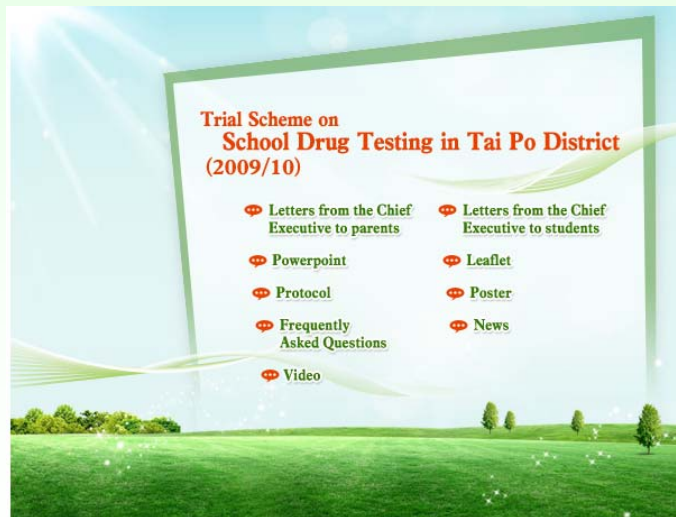 Trial Scheme on
School Drug Testing in Tai Po District
(2009/10)
Letters from the Chief
Executive to parents
Letters from the Chief
Executive to students
Powerpoint
Leaflet
Protocol
Poster
Frequently
Asked Questions
News
Video